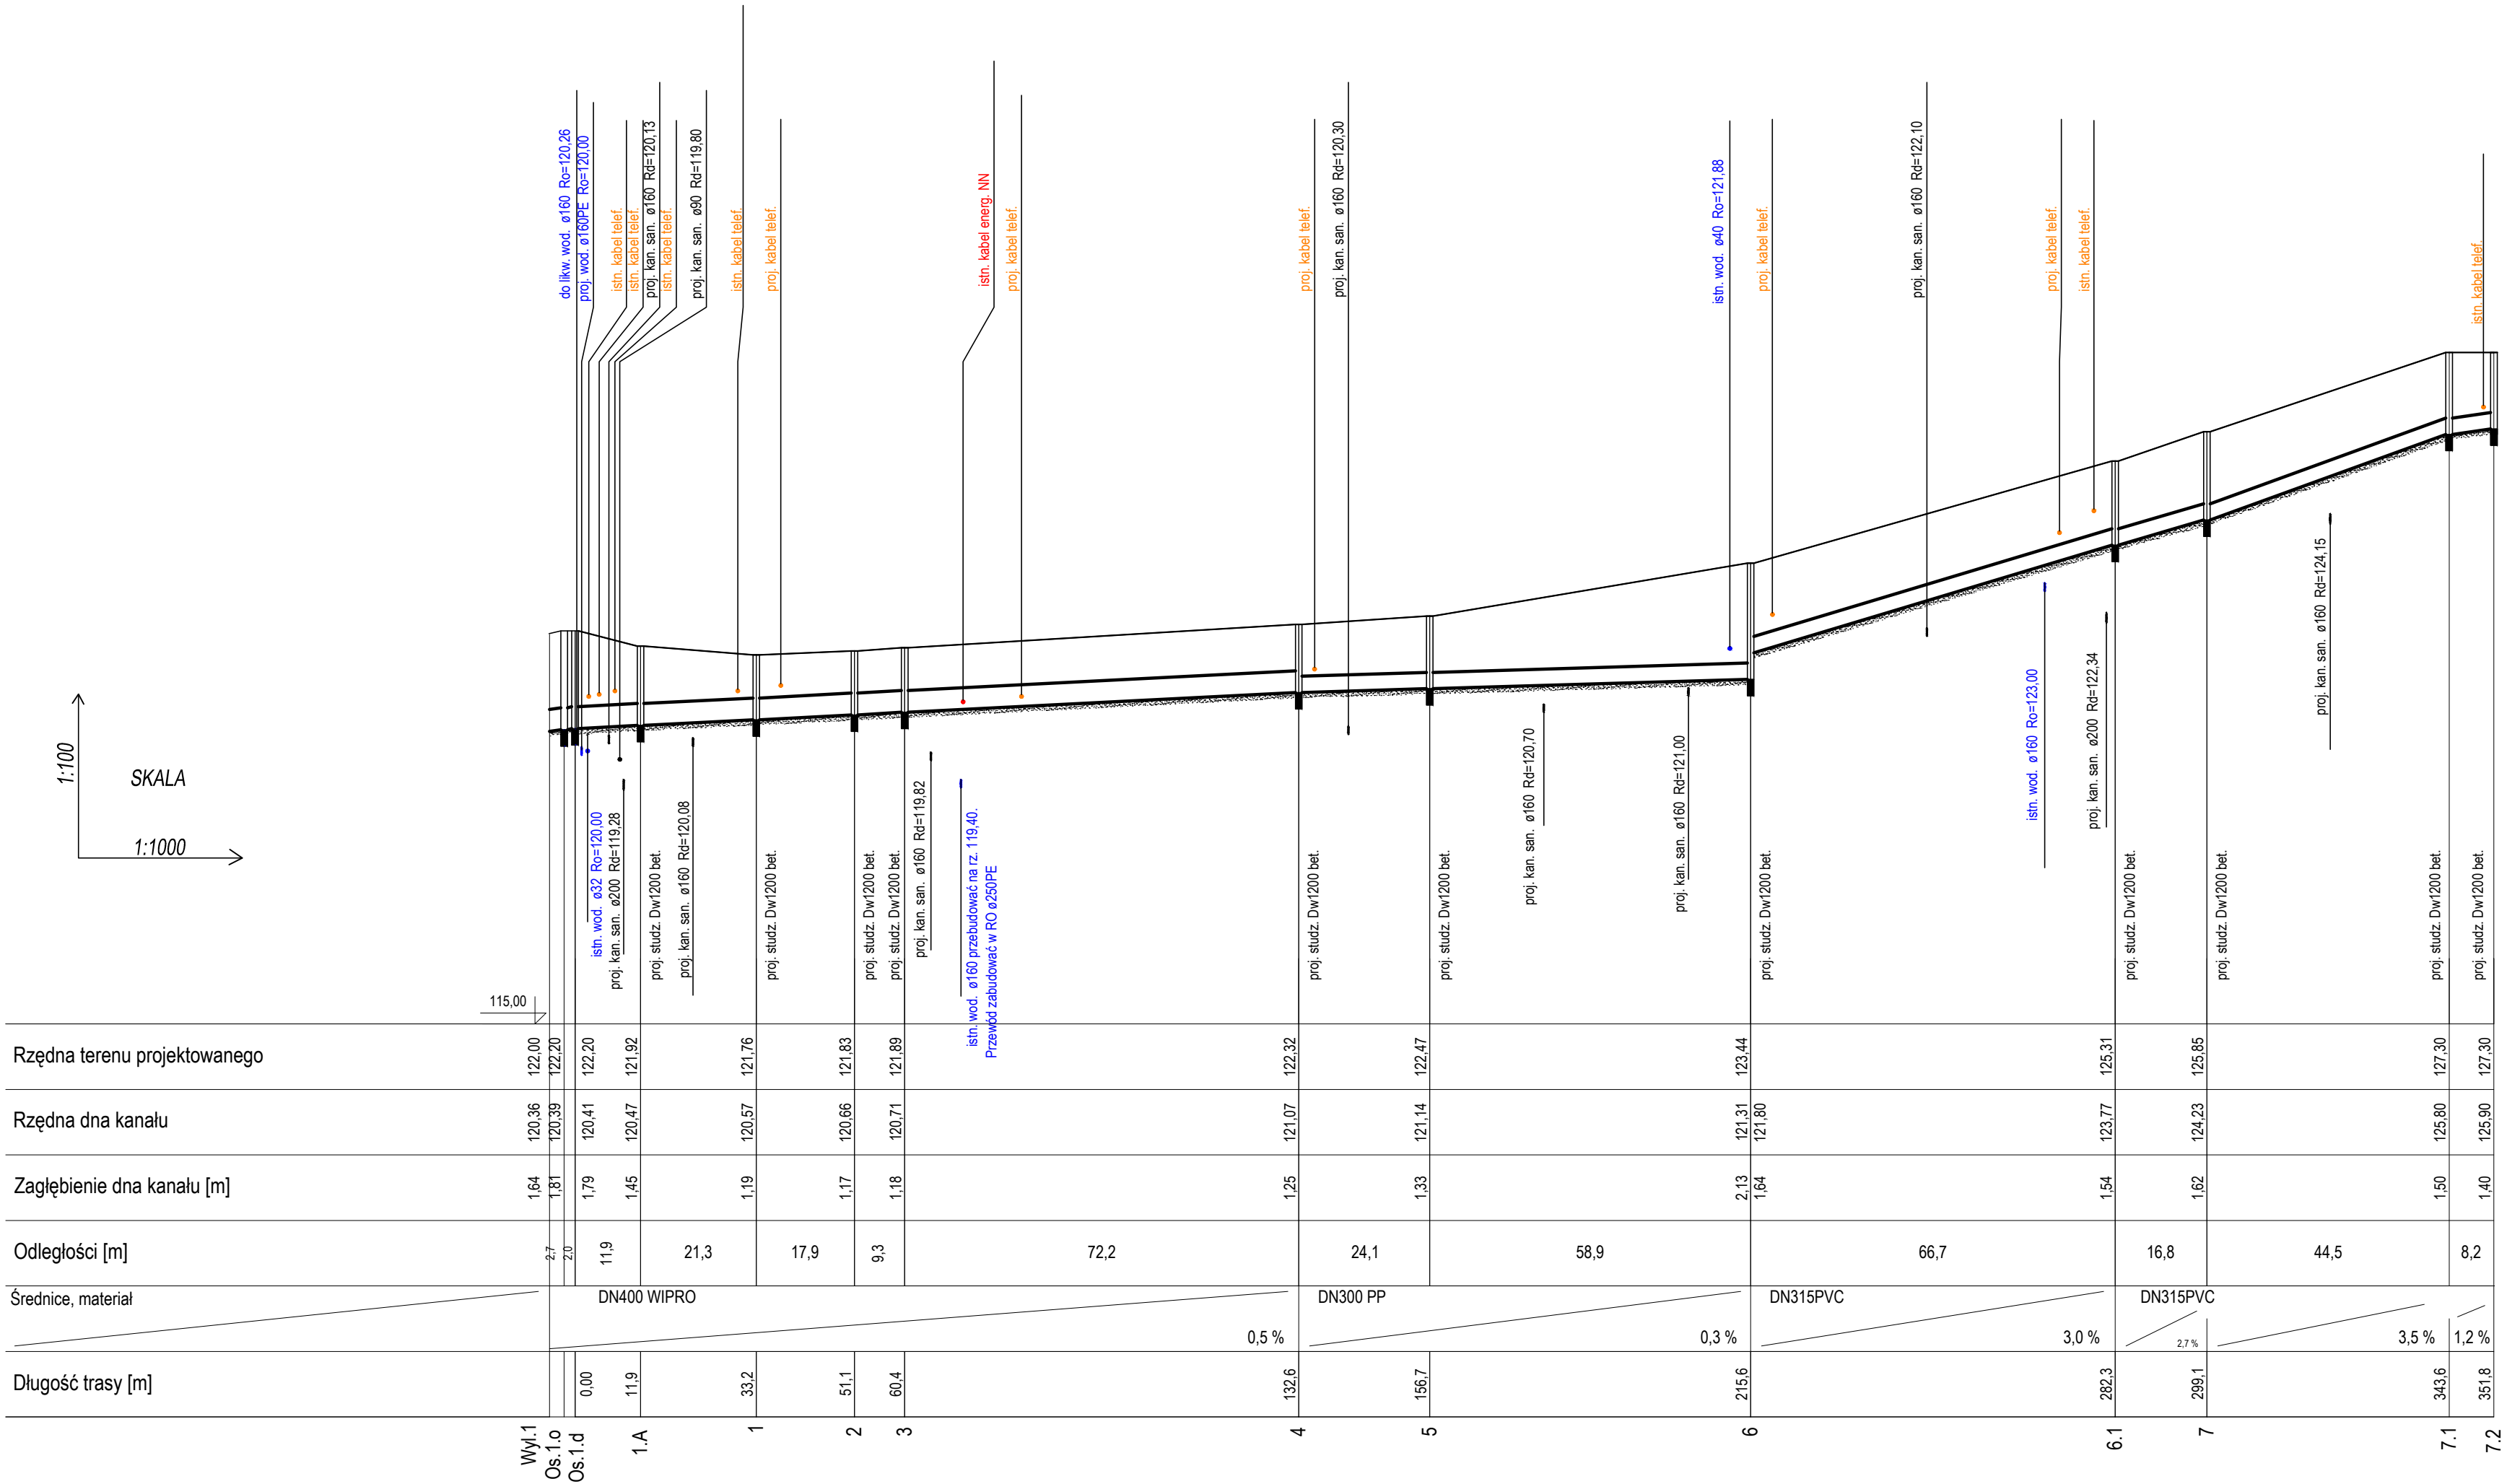 do likw. wod. ø160 Ro=120,26
proj. wod. ø160PE Ro=120,00
istn. kabel telef.
istn. kabel telef.
proj. kan. san. ø160 Rd=120,13
istn. kabel telef.
proj. kan. san. ø90 Rd=119,80
istn. kabel telef.
proj. kabel telef.
istn. kabel energ. NN
proj. kabel telef.
proj. kabel telef.
proj. kan. san. ø160 Rd=120,30
istn. wod. ø40 Ro=121,88
proj. kabel telef.
proj. kan. san. ø160 Rd=122,10
proj. kabel telef.
istn. kabel telef.
istn. kabel telef.
1:100
SKALA
1:1000
istn. wod. ø32 Ro=120,00
proj. kan. san. ø200 Rd=119,28
proj. studz. Dw1200 bet.
proj. kan. san. ø160 Rd=120,08
proj. studz. Dw1200 bet.
proj. studz. Dw1200 bet.
proj. studz. Dw1200 bet.
proj. kan. san. ø160 Rd=119,82
istn. wod. ø160 przebudować na rz. 119,40.
Przewód zabudować w RO ø250PE
proj. studz. Dw1200 bet.
proj. studz. Dw1200 bet.
proj. kan. san. ø160 Rd=120,70
proj. kan. san. ø160 Rd=121,00
proj. studz. Dw1200 bet.
istn. wod. ø160 Ro=123,00
proj. kan. san. ø200 Rd=122,34
proj. studz. Dw1200 bet.
proj. studz. Dw1200 bet.
proj. kan. san. ø160 Rd=124,15
proj. studz. Dw1200 bet.
proj. studz. Dw1200 bet.
115,00
Rzędna terenu projektowanego 122,00 122,20 122,20 121,92 121,76 121,83 121,89 122,32 122,47 123,44 125,31 125,85 127,30 127,30
Rzędna dna kanału 120,36 120,39 120,41 120,47 120,57 120,66 120,71 121,07 121,14 121,31 121,80 123,77 124,23 125,80 125,90
Zagłębienie dna kanału [m] 1,64 1,81 1,79 1,45 1,19 1,17 1,18 1,25 1,33 2,13 1,64 1,54 1,62 1,50 1,40
Odległości [m] 2,7 2,0 11,9 21,3 17,9 9,3 72,2 24,1 58,9 66,7 16,8 44,5 8,2
Średnice, materiał DN400 WIPRO DN300 PP DN315PVC DN315PVC
0,5 % 0,3 % 3,0 % 2,7 % 3,5 % 1,2 %
Długość trasy [m] 0,00 11,9 33,2 51,1 60,4 132,6 156,7 215,6 282,3 299,1 343,6 351,8
Wyl.1 Os.1.o Os.1.d 1.A 1 2 3 4 5 6 6.1 7 7.1 7.2